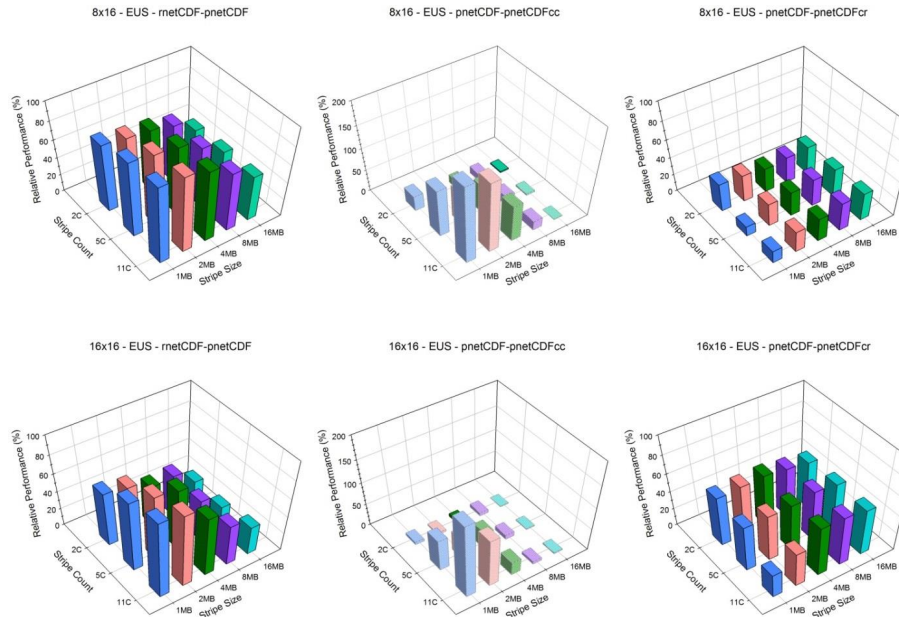 8x16 - EUS - rnetCDF-pnetCDF
Relative Performance (%)
100
80
60
40
20
0
2C
5C
11C
Stripe Count
1MB
2MB
4MB
8MB
16MB
Stripe Size
8x16 - EUS - pnetCDF-pnetCDFcc
Relative Performance (%)
200
150
100
50
0
2C
5C
11C
Stripe Count
1MB
2MB
4MB
8MB
16MB
Stripe Size
8x16 - EUS - pnetCDF-pnetCDFcr
Relative Performance (%)
100
80
60
40
20
0
2C
5C
11C
Stripe Count
1MB
2MB
4MB
8MB
16MB
Stripe Size
16x16 - EUS - rnetCDF-pnetCDF
Relative Performance (%)
100
80
60
40
20
0
2C
5C
11C
Stripe Count
1MB
2MB
4MB
8MB
16MB
Stripe Size
16x16 - EUS - pnetCDF-pnetCDFcc
Relative Performance (%)
200
150
100
50
0
2C
5C
11C
Stripe Count
1MB
2MB
4MB
8MB
16MB
Stripe Size
16x16 - EUS - pnetCDF-pnetCDFcr
Relative Performance (%)
100
80
60
40
20
0
2C
5C
11C
Stripe Count
1MB
2MB
4MB
8MB
16MB
Stripe Size